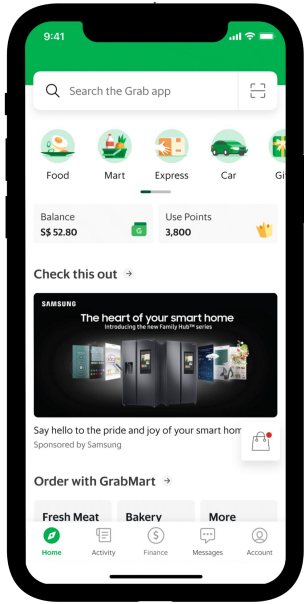 9:41
Search the Grab app
Food Mart Express Car Gi
Balance
S$ 52.80
G
Use Points
3,800
Check this out
SAMSUNG
The heart of your smart home
Introducing the new Family Hub™ series
Say hello to the pride and joy of your smart hom
Sponsored by Samsung
Order with GrabMart
Fresh Meat Bakery More
Home Activity Finance Messages Account